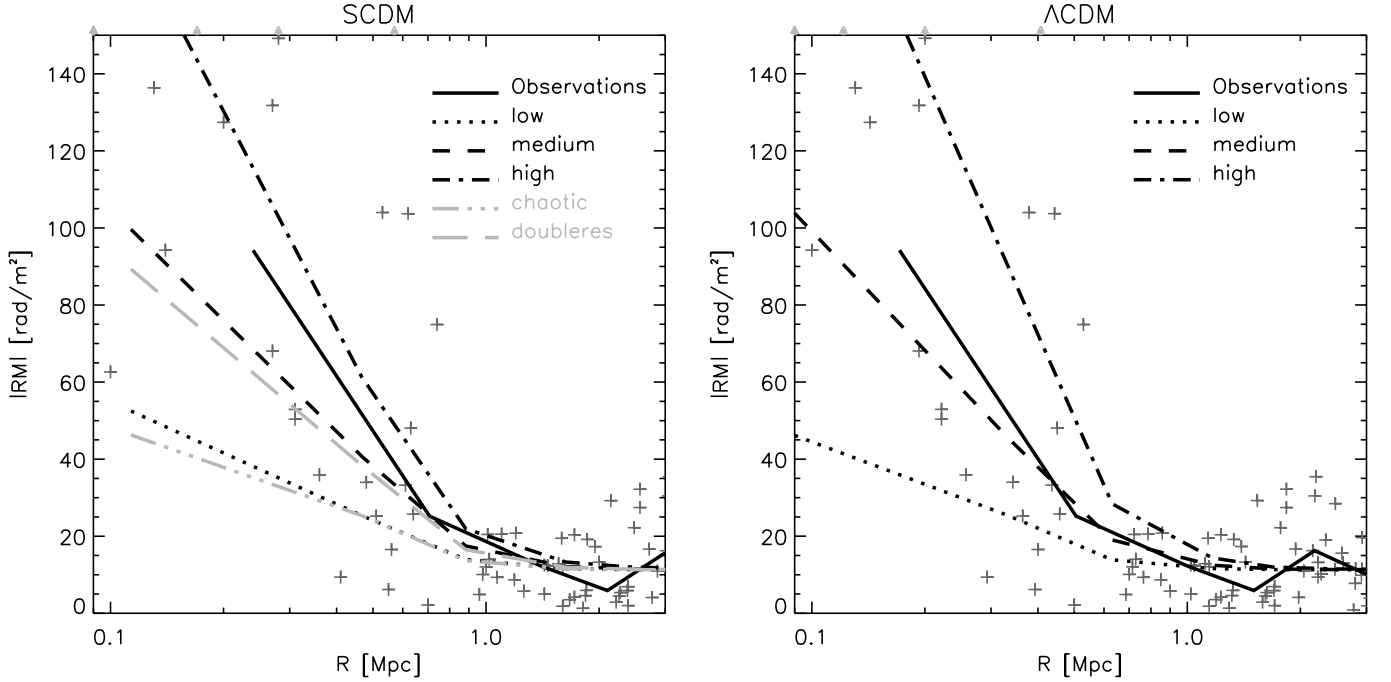 SCDM
140
120
100
80
60
40
20
0
0.1
1.0
R [Mpc]
|RM| [rad/m²]
Observations
low
medium
high
chaotic
doubleres
ΛCDM
140
120
100
80
60
40
20
0
0.1
1.0
R [Mpc]
|RM| [rad/m²]
Observations
low
medium
high